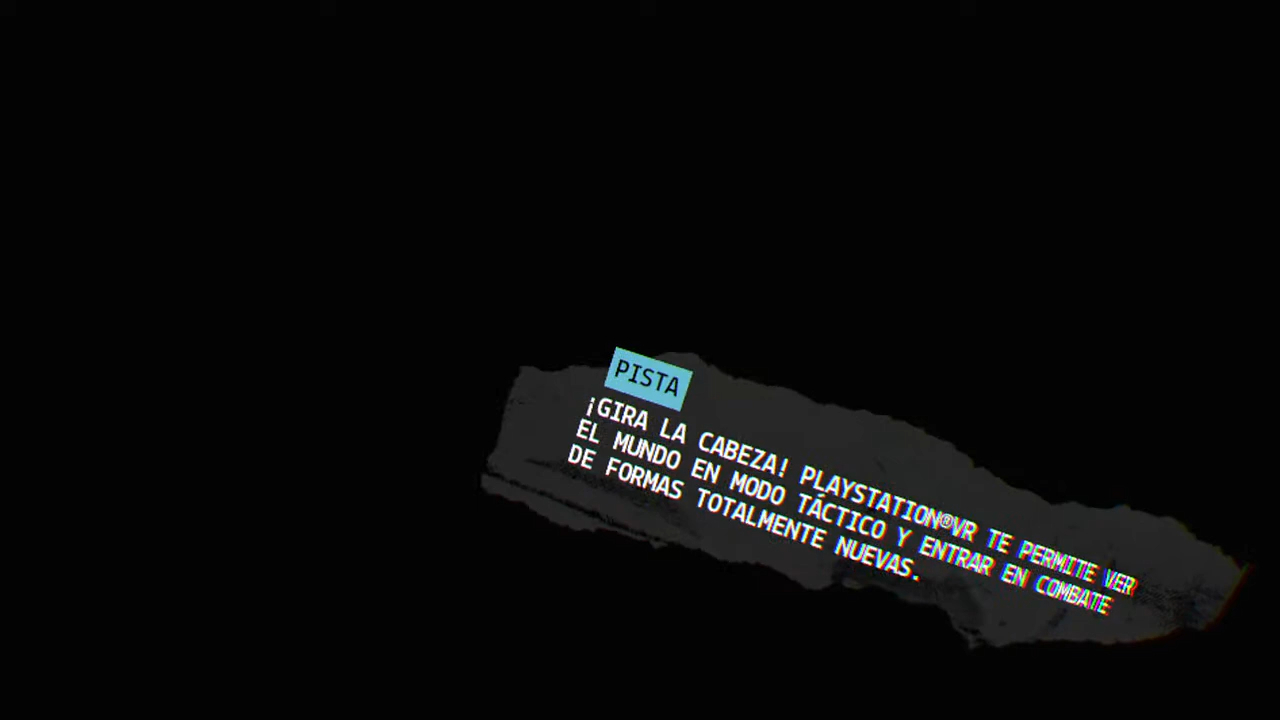 PISTA
¡GIRA LA CABEZA! PLAYSTATION®VR TE PERMITE VER
EL MUNDO EN MODO TÁCTICO Y ENTRAR EN COMBATE
DE FORMAS TOTALMENTE NUEVAS.